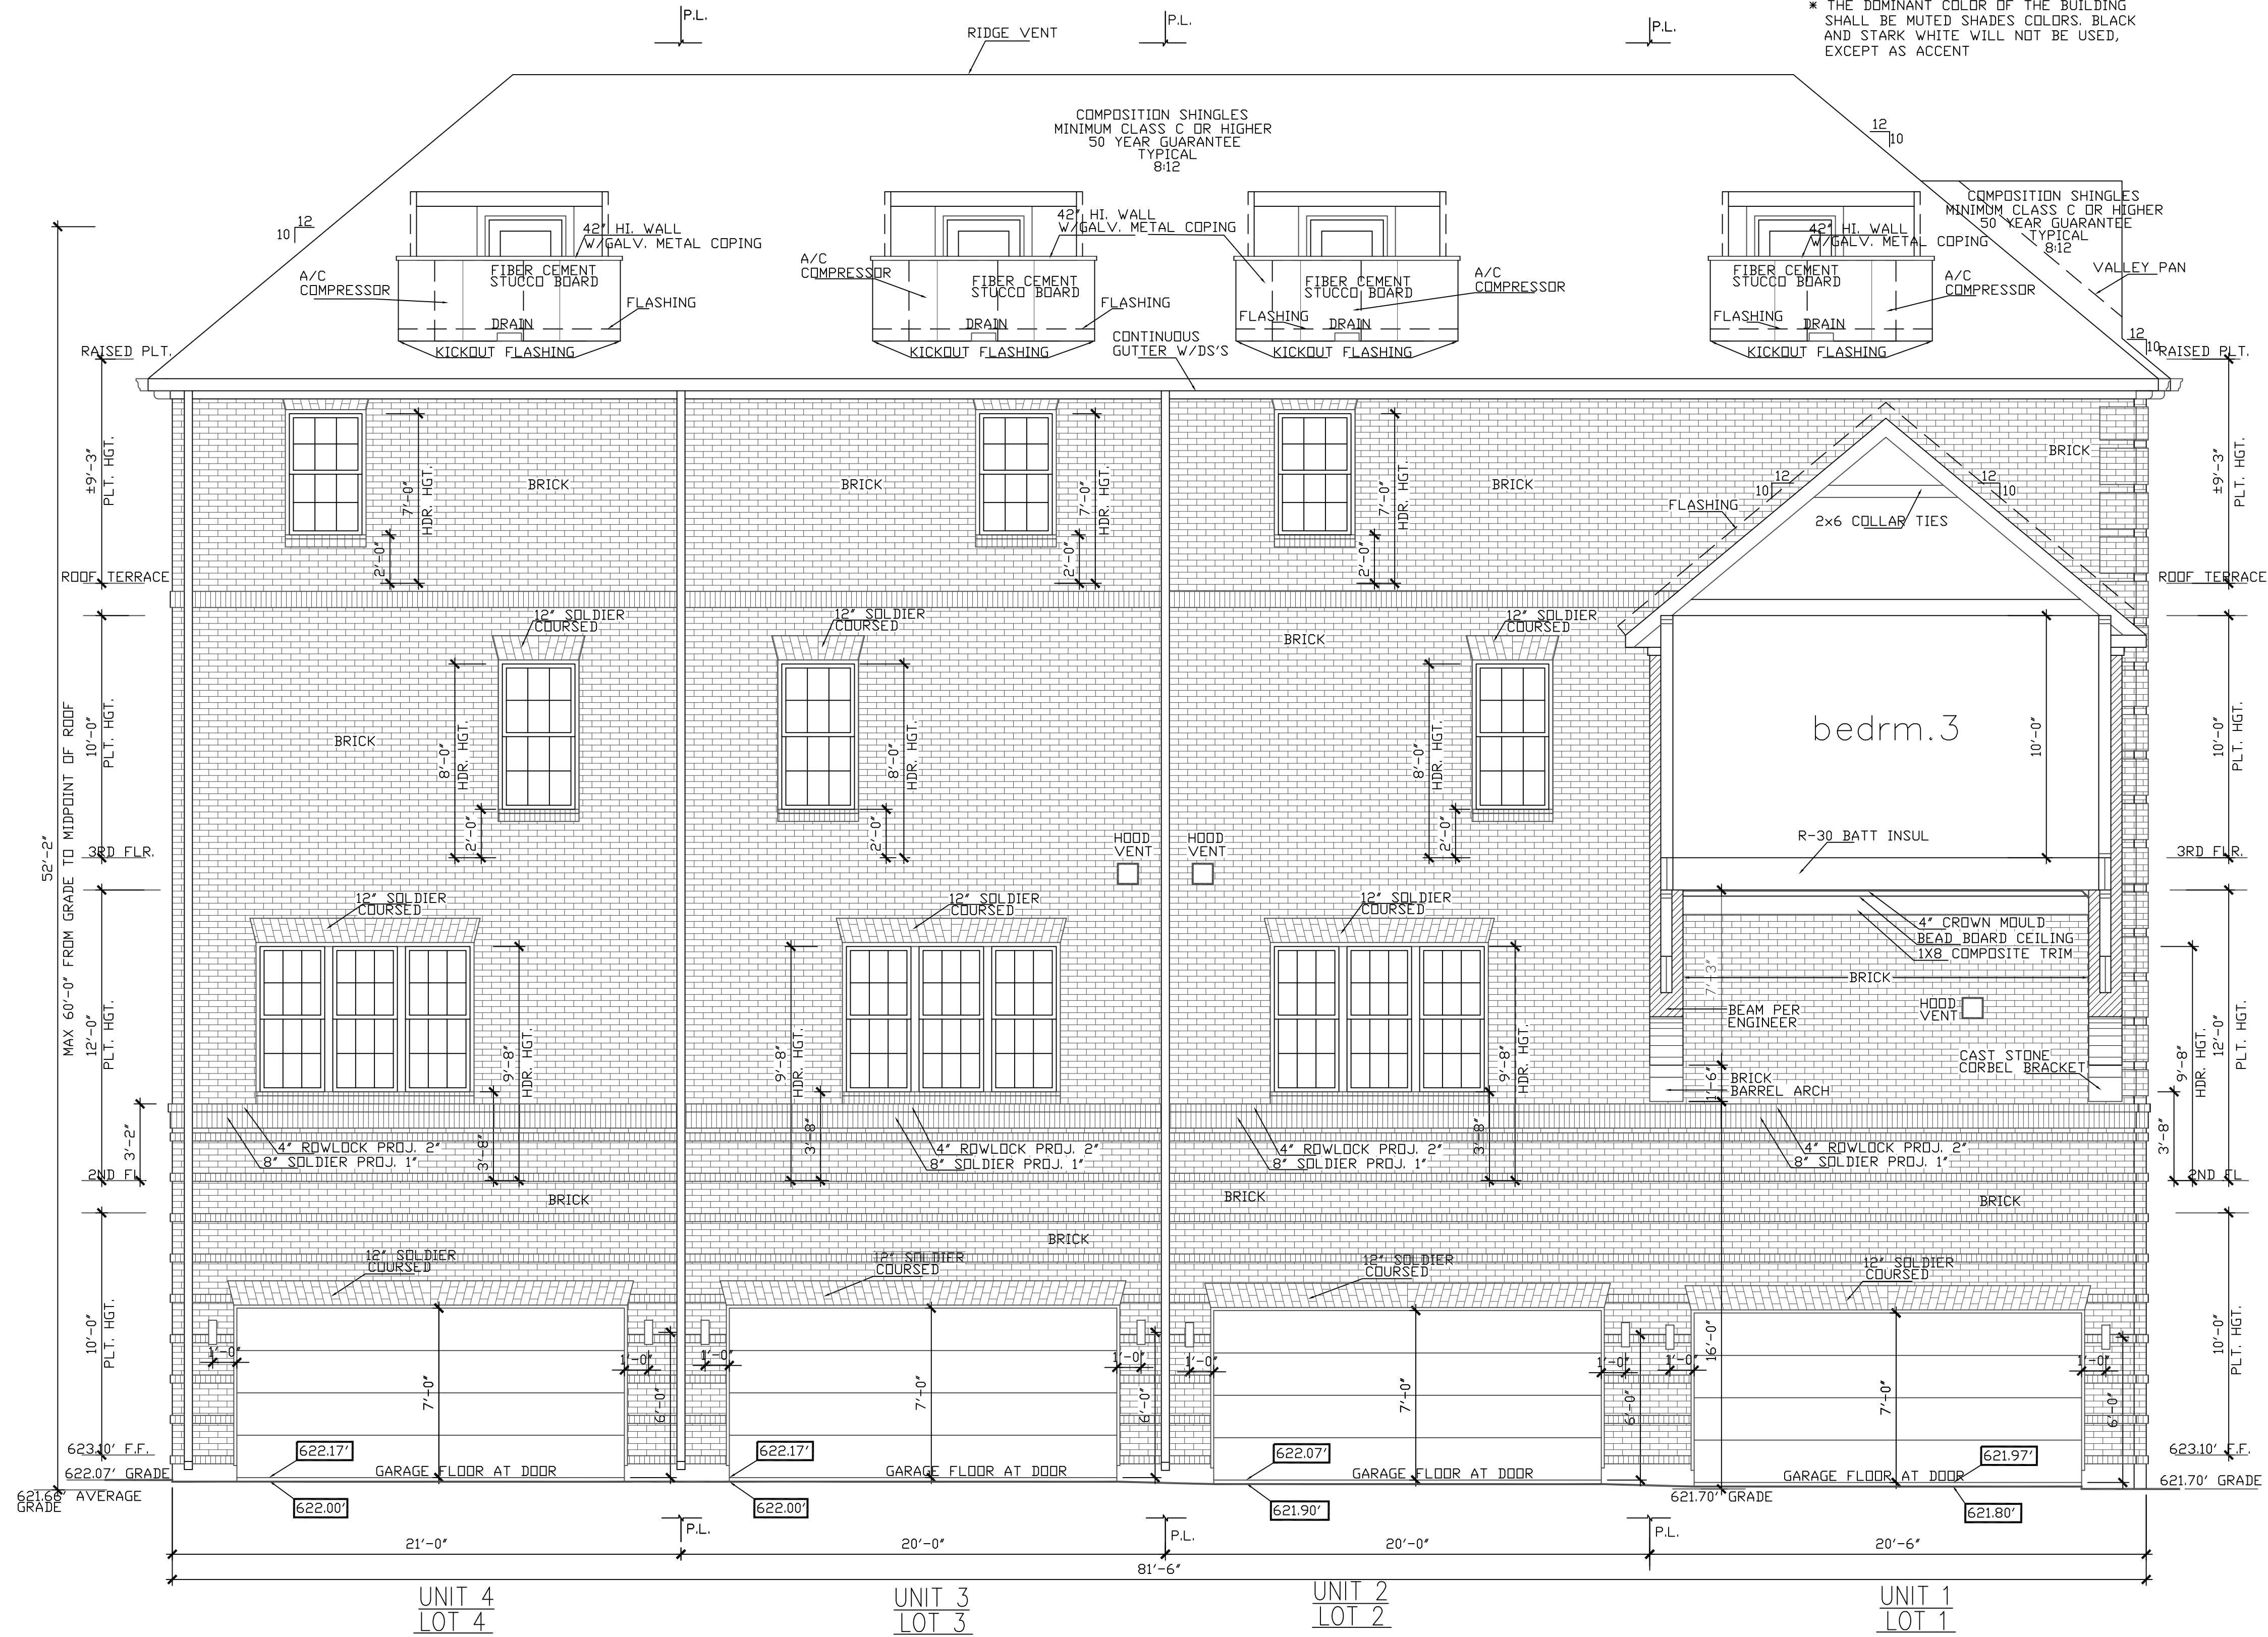 * THE DOMINANT COLOR OF THE BUILDING
SHALL BE MUTED SHADES COLORS. BLACK
AND STARK WHITE WILL NOT BE USED,
EXCEPT AS ACCENT
P.L.
P.L.
P.L.
RIDGE VENT
COMPOSITION SHINGLES
MINIMUM CLASS C OR HIGHER
50 YEAR GUARANTEE
TYPICAL
8:12
12
10
12
10
COMPOSITION SHINGLES
MINIMUM CLASS C OR HIGHER
50 YEAR GUARANTEE
TYPICAL
8:12
42" HI. WALL
W/GALV. METAL COPING
42" HI. WALL
W/GALV. METAL COPING
42" HI. WALL
W/GALV. METAL COPING
A/C
COMPRESSOR
FIBER CEMENT
STUCCO BOARD
FLASHING
DRAIN
KICKOUT FLASHING
A/C
COMPRESSOR
FIBER CEMENT
STUCCO BOARD
FLASHING
DRAIN
KICKOUT FLASHING
FIBER CEMENT
STUCCO BOARD
A/C
COMPRESSOR
FLASHING
DRAIN
KICKOUT FLASHING
FIBER CEMENT
STUCCO BOARD
A/C
COMPRESSOR
FLASHING
DRAIN
KICKOUT FLASHING
VALLEY PAN
12
10
CONTINUOUS
GUTTER W/DS'S
RAISED PLT.
RAISED PLT.
±9'-3"
PLT. HGT.
7'-0"
HDR. HGT.
2'-0"
BRICK
BRICK
7'-0"
HDR. HGT.
2'-0"
7'-0"
HDR. HGT.
2'-0"
BRICK
BRICK
12
10
12
10
FLASHING
2x6 COLLAR TIES
±9'-3"
PLT. HGT.
ROOF TERRACE
ROOF TERRACE
12" SOLDIER
COURSED
12" SOLDIER
COURSED
12" SOLDIER
COURSED
BRICK
52'-2"
MAX 60'-0" FROM GRADE TO MIDPOINT OF ROOF
10'-0"
PLT. HGT.
BRICK
8'-0"
HDR. HGT.
2'-0"
8'-0"
HDR. HGT.
2'-0"
8'-0"
HDR. HGT.
2'-0"
bedrm.3
10'-0"
10'-0"
PLT. HGT.
R-30 BATT INSUL
3RD FLR.
3RD FLR.
HOOD
VENT
HOOD
VENT
12" SOLDIER
COURSED
12" SOLDIER
COURSED
12" SOLDIER
COURSED
4" CROWN MOULD
BEAD BOARD CEILING
1X8 COMPOSITE TRIM
7'-3"
BRICK
HOOD
VENT
BEAM PER
ENGINEER
CAST STONE
CORBEL BRACKET
1'-6"
BRICK
BARREL ARCH
12'-0"
PLT. HGT.
9'-8"
HDR. HGT.
3'-8"
9'-8"
3'-8"
9'-8"
HDR. HGT.
3'-8"
9'-8"
HDR. HGT.
3'-8"
12'-0"
PLT. HGT.
3'-2"
4" ROWLOCK PROJ. 2"
8" SOLDIER PROJ. 1"
4" ROWLOCK PROJ. 2"
8" SOLDIER PROJ. 1"
4" ROWLOCK PROJ. 2"
8" SOLDIER PROJ. 1"
4" ROWLOCK PROJ. 2"
8" SOLDIER PROJ. 1"
2ND FL.
2ND FL
BRICK
BRICK
BRICK
BRICK
12" SOLDIER
COURSED
12" SOLDIER
COURSED
12" SOLDIER
COURSED
12" SOLDIER
COURSED
10'-0"
PLT. HGT.
1'-0"
7'-0"
1'-0"
6'-0"
1'-0"
7'-0"
1'-0"
6'-0"
1'-0"
7'-0"
1'-0"
6'-0"
1'-0"
16'-0"
7'-0"
1'-0"
6'-0"
10'-0"
PLT. HGT.
623.10' F.F.
623.10' F.F.
622.17'
622.17'
622.07'
621.97'
GARAGE FLOOR AT DOOR
GARAGE FLOOR AT DOOR
GARAGE FLOOR AT DOOR
GARAGE FLOOR AT DOOR
622.07' GRADE
621.70' GRADE
621.66' AVERAGE
GRADE
621.70' GRADE
622.00'
622.00'
621.90'
621.80'
P.L.
P.L.
P.L.
21'-0"
20'-0"
20'-0"
20'-6"
81'-6"
UNIT 4
LOT 4
UNIT 3
LOT 3
UNIT 2
LOT 2
UNIT 1
LOT 1